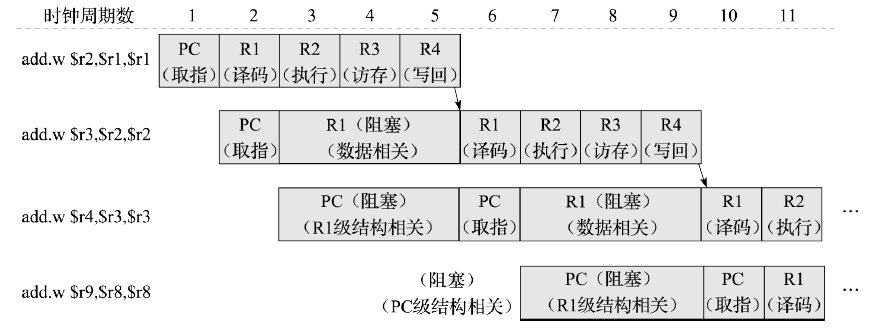 时钟周期数 1 2 3 4 5 6 7 8 9 10 11
add.w $r2,$r1,$r1
PC R1 R2 R3 R4
(取指) (译码) (执行) (访存) (写回)
add.w $r3,$r2,$r2
PC R1 (阻塞) R1 R2 R3 R4
(取指) (数据相关) (译码) (执行) (访存) (写回)
add.w $r4,$r3,$r3
PC (阻塞) PC R1 (阻塞) R1 R2 …
(R1级结构相关) (取指) (数据相关) (译码) (执行)
add.w $r9,$r8,$r8
(阻塞) PC (阻塞) PC R1 …
(PC级结构相关) (R1级结构相关) (取指) (译码)